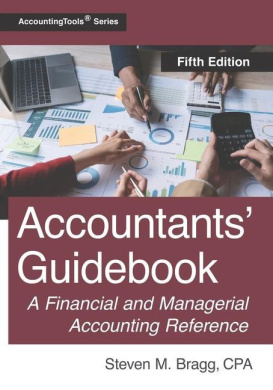 AccountingTools® Series
Fifth Edition
Accountants'
Guidebook
A Financial and Managerial
Accounting Reference
Steven M. Bragg, CPA